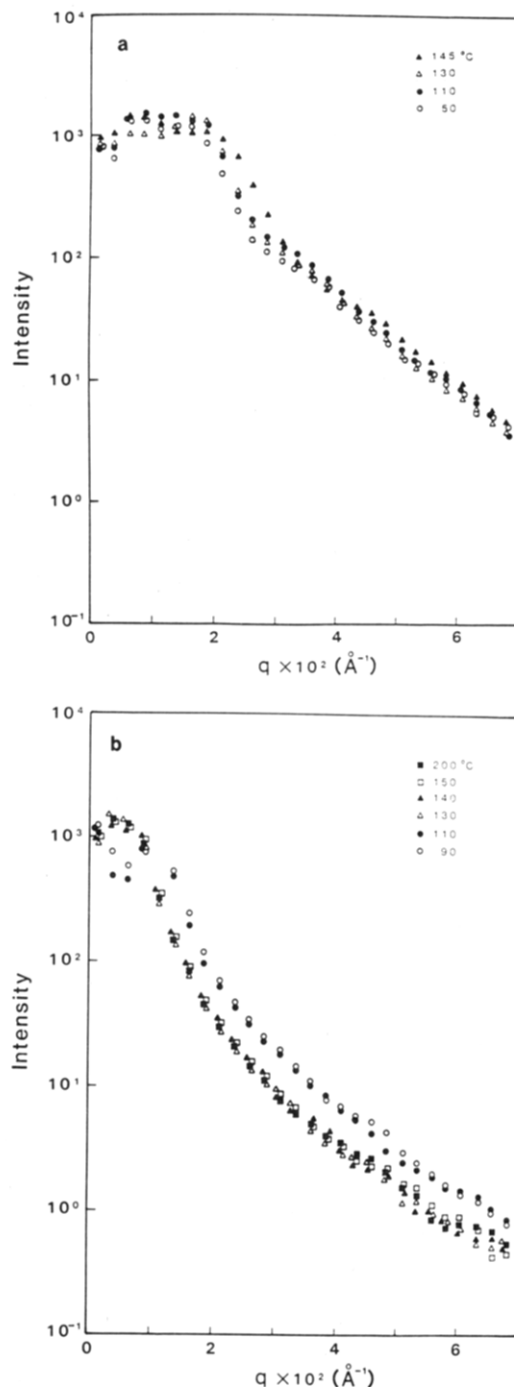 a
10⁴
▲ 145 °C
△ 130
● 110
○ 50
10³
10²
Intensity
10¹
10⁰
10⁻¹
0 2 4 6
q × 10² (Å⁻¹)
b
10⁴
■ 200 °C
□ 150
▲ 140
△ 130
● 110
○ 90
10³
10²
Intensity
10¹
10⁰
10⁻¹
0 2 4 6
q × 10² (Å⁻¹)